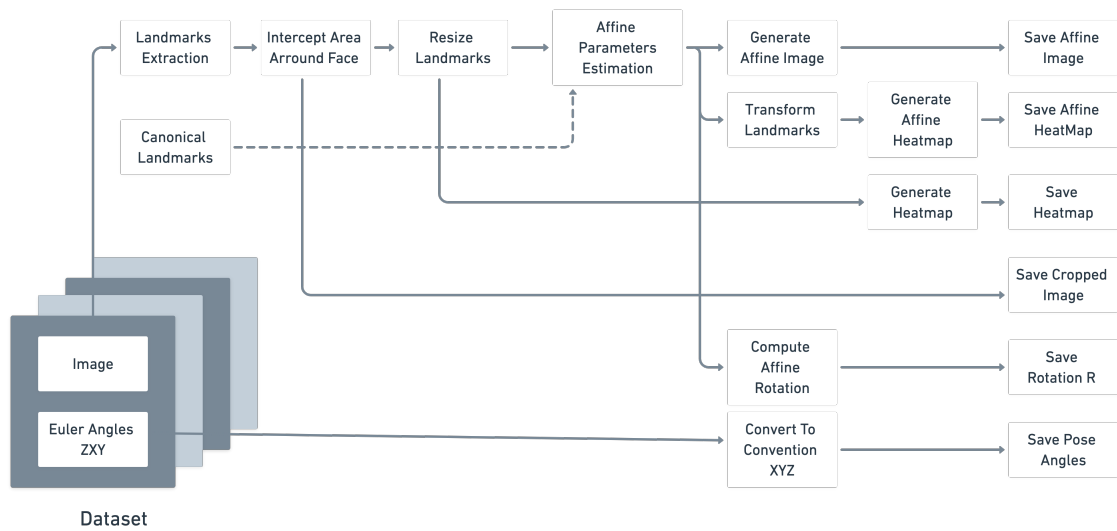 Landmarks
Extraction
Intercept Area
Arround Face
Resize
Landmarks
Affine
Parameters
Estimation
Generate
Affine Image
Save Affine
Image
Canonical
Landmarks
Transform
Landmarks
Generate
Affine
Heatmap
Save Affine
HeatMap
Generate
Heatmap
Save
Heatmap
Save Cropped
Image
Image
Compute
Affine
Rotation
Save
Rotation R
Euler Angles
ZXY
Convert To
Convention
XYZ
Save Pose
Angles
Dataset